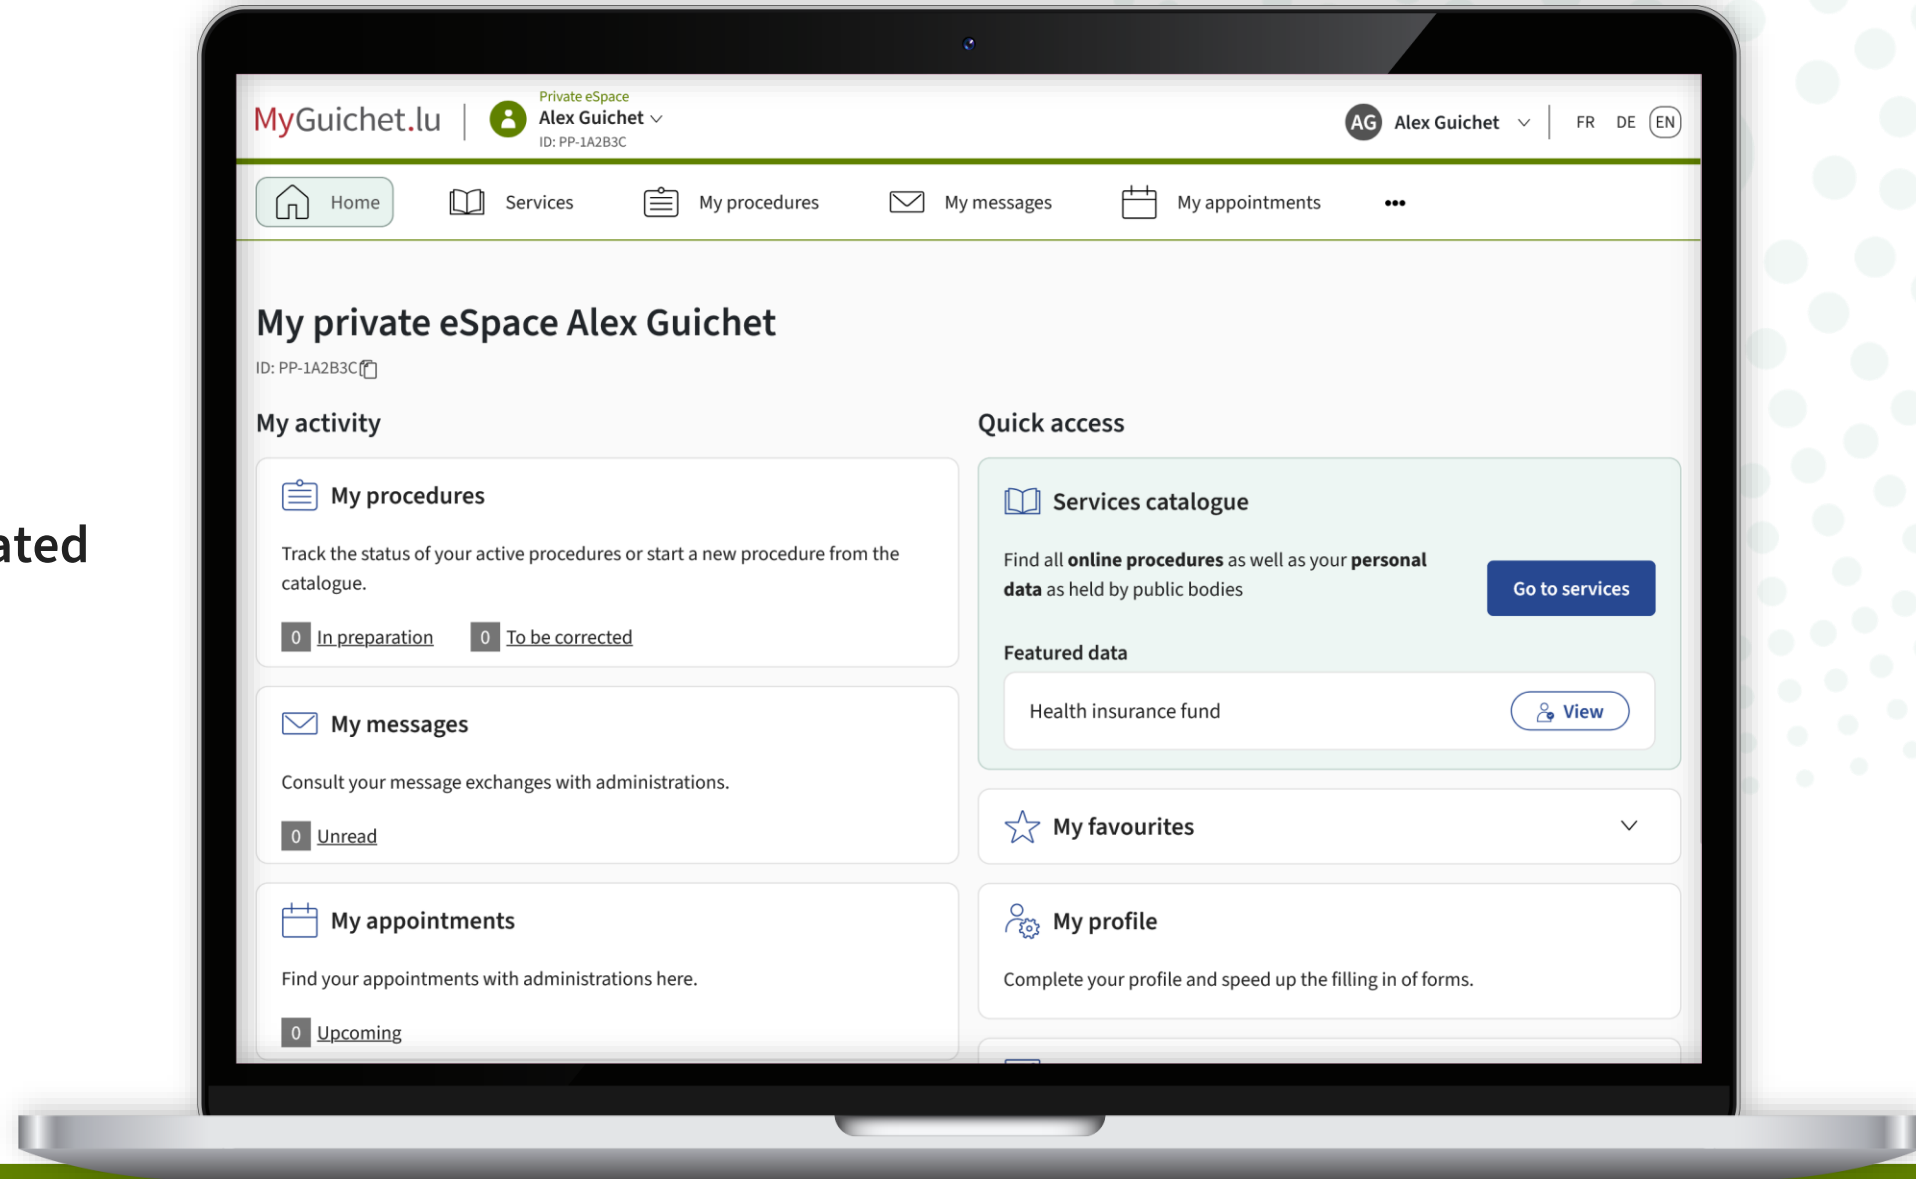 MyGuichet.lu
Private eSpace
Alex Guichet
ID: PP-1A2B3C
AG Alex Guichet
FR DE EN
Home
Services
My procedures
My messages
My appointments
My private eSpace Alex Guichet
ID: PP-1A2B3C
My activity
My procedures
Track the status of your active procedures or start a new procedure from the
catalogue.
0 In preparation
0 To be corrected
My messages
Consult your message exchanges with administrations.
0 Unread
My appointments
Find your appointments with administrations here.
0 Upcoming
Quick access
Services catalogue
Find all online procedures as well as your personal
data as held by public bodies
Go to services
Featured data
Health insurance fund
View
My favourites
My profile
Complete your profile and speed up the filling in of forms.